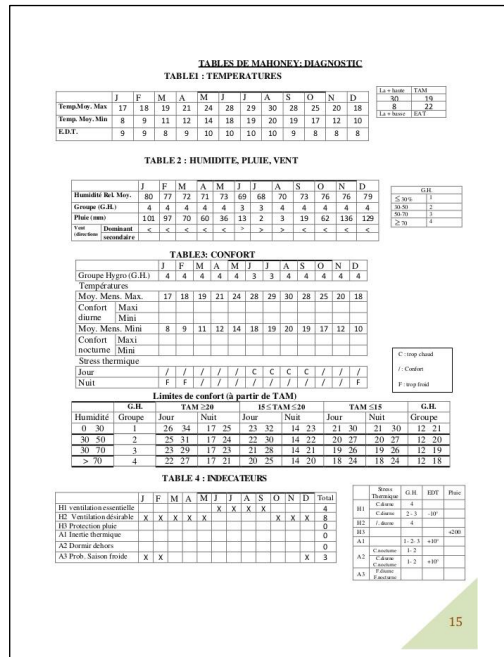 TABLES DE MAHONEY: DIAGNOSTIC
TABLE1 : TEMPERATURES
J F M A M J J A S O N D
Temp.Moy. Max 17 18 19 21 24 28 29 30 28 25 20 18
Temp. Moy. Min 8 9 11 12 14 18 19 20 19 17 12 10
E.D.T. 9 9 8 9 10 10 10 10 9 8 8 8
La + haute TAM
30 19
8 22
La + basse EAT
TABLE 2 : HUMIDITE, PLUIE, VENT
J F M A M J J A S O N D
Humidité Rel. Moy. 80 77 72 71 73 69 68 70 73 76 76 79
Groupe (G.H.) 4 4 4 4 4 3 3 4 4 4 4 4
Pluie (mm) 101 97 70 60 36 13 2 3 19 62 136 129
Vent (directions Dominant < < < < < > > > < < < <
secondaire
G.H.
≤ 30% 1
30-50 2
50-70 3
≥ 70 4
TABLE3: CONFORT
J F M A M J J A S O N D
Groupe Hygro (G.H.) 4 4 4 4 4 3 3 4 4 4 4 4
Températures
Moy. Mens. Max. 17 18 19 21 24 28 29 30 28 25 20 18
Confort diurne Maxi
Mini
Moy. Mens. Mini 8 9 11 12 14 18 19 20 19 17 12 10
Confort nocturne Maxi
Mini
Stress thermique
Jour / / / / / C C C C / / /
Nuit F F / / / / / / / / / F
C : trop chaud
/ : Confort
F : trop froid
Limites de confort (à partir de TAM)
G.H. TAM ≥20 15≤TAM≤20 TAM ≤15 G.H.
Humidité Groupe Jour Nuit Jour Nuit Jour Nuit Groupe
0 30 1 26 34 17 25 23 32 14 23 21 30 21 30 12 21
30 50 2 25 31 17 24 22 30 14 22 20 27 20 27 12 20
30 70 3 23 29 17 23 21 28 14 21 19 26 19 26 12 19
> 70 4 22 27 17 21 20 25 14 20 18 24 18 24 12 18
TABLE 4 : INDECATEURS
J F M A M J J A S O N D Total
H1 ventilation essentielle X X X X 4
H2 Ventilation désirable X X X X X X X X 8
H3 Protection pluie 0
A1 Inertie thermique 0
A2 Dormir dehors 0
A3 Prob. Saison froide X X X 3
Stress Thermique G.H. EDT Pluie
H1 C.diurne 4
C.diurne 2 - 3 -10°
H2 /. diurne 4
H3 +200
A1 1 - 2- 3 +10°
A2 C.nocturne 1- 2
C.diurne C.nocturne 1- 2 +10°
A3 F.diurne F.nocturne
15